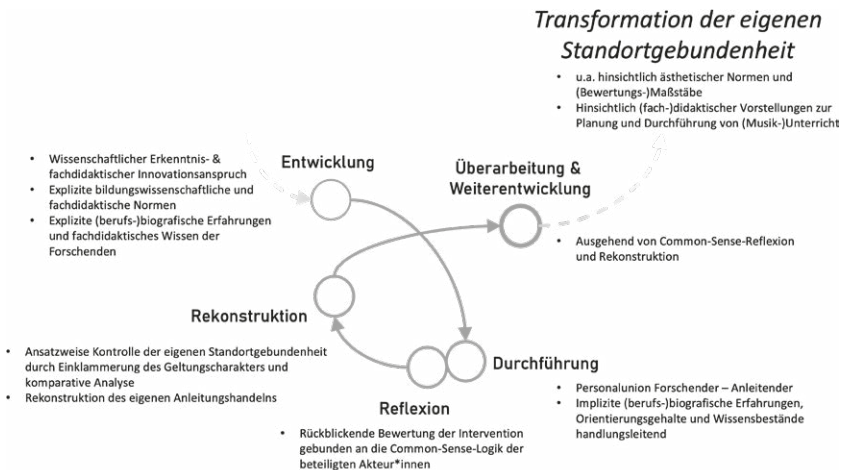 Transformation der eigenen
Standortgebundenheit
• u.a. hinsichtlich ästhetischer Normen und
(Bewertungs-)Maßstäbe
• Hinsichtlich (fach-)didaktischer Vorstellungen zur
Planung und Durchführung von (Musik-)Unterricht
Entwicklung
• Wissenschaftlicher Erkenntnis- &
fachdidaktischer Innovationsanspruch
• Explizite bildungswissenschaftliche und
fachdidaktische Normen
• Explizite (berufs-)biografische Erfahrungen
und fachdidaktisches Wissen der
Forschenden
Überarbeitung &
Weiterentwicklung
• Ausgehend von Common-Sense-Reflexion
und Rekonstruktion
Rekonstruktion
• Ansatzweise Kontrolle der eigenen Standortgebundenheit
durch Einklammerung des Geltungscharakters und
komparative Analyse
• Rekonstruktion des eigenen Anleitungshandelns
Durchführung
• Personalunion Forschender – Anleitender
• Implizite (berufs-)biografische Erfahrungen,
Orientierungsgehalte und Wissensbestände
handlungsleitend
Reflexion
• Rückblickende Bewertung der Intervention
gebunden an die Common-Sense-Logik der
beteiligten Akteur*innen